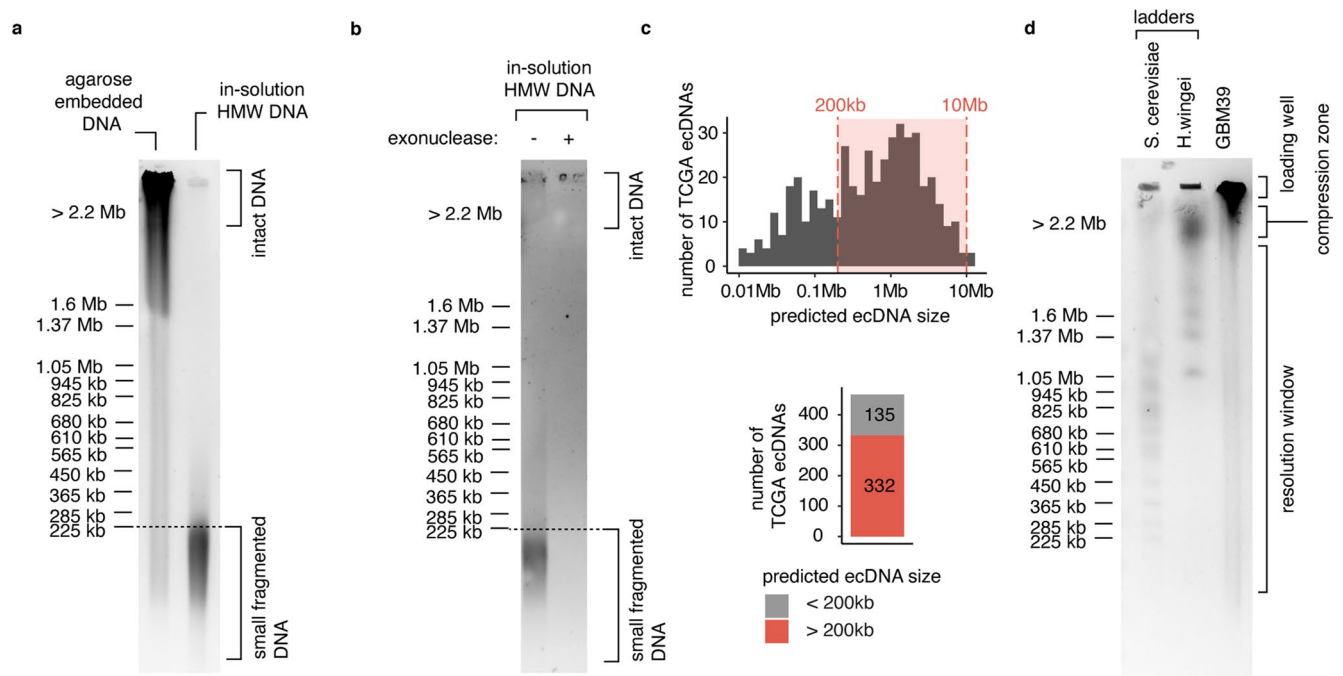 a
agarose
embedded
DNA
in-solution
HMW DNA
> 2.2 Mb
1.6 Mb
1.37 Mb
1.05 Mb
945 kb
825 kb
680 kb
610 kb
565 kb
450 kb
365 kb
285 kb
225 kb
intact DNA
small fragmented
DNA
b
in-solution
HMW DNA
exonuclease: - +
> 2.2 Mb
1.6 Mb
1.37 Mb
1.05 Mb
945 kb
825 kb
680 kb
610 kb
565 kb
450 kb
365 kb
285 kb
225 kb
intact DNA
small fragmented
DNA
c
200kb 10Mb
number of TCGA ecDNAs
30
20
10
0
0.01Mb 0.1Mb 1Mb 10Mb
predicted ecDNA size
number of
TCGA ecDNAs
400
300
200
100
0
135
332
predicted ecDNA size
< 200kb
> 200kb
d
ladders
S. cerevisiae
H.wingei
GBM39
> 2.2 Mb
1.6 Mb
1.37 Mb
1.05 Mb
945 kb
825 kb
680 kb
610 kb
565 kb
450 kb
365 kb
285 kb
225 kb
loading well
compression zone
resolution window